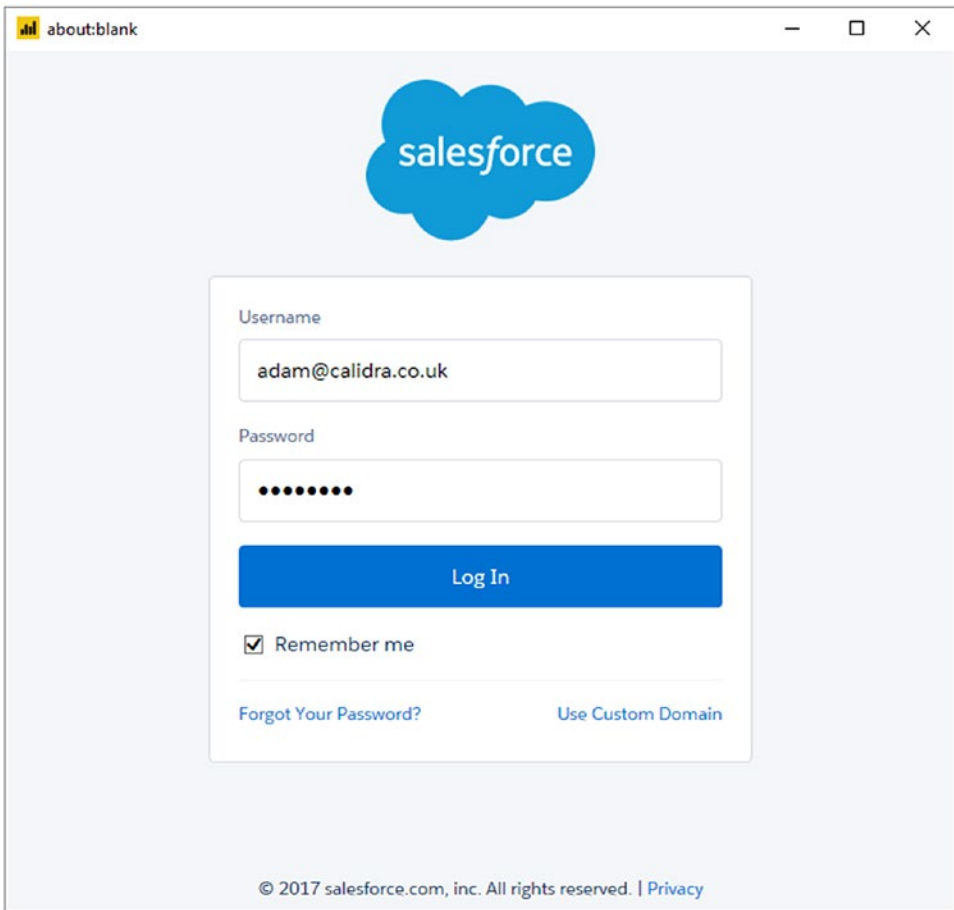 about:blank
salesforce
Username
adam@calidra.co.uk
Password
••••••••
Log In
Remember me
Forgot Your Password? Use Custom Domain
© 2017 salesforce.com, inc. All rights reserved. | Privacy